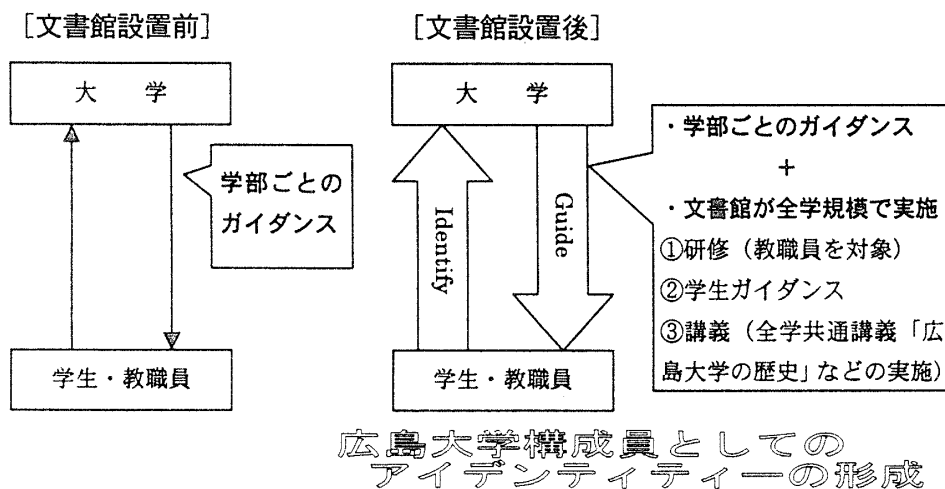 ［文書館設置前］
大　学
学部ごとの
ガイダンス
学生・教職員
［文書館設置後］
大　学
Identify
Guide
・学部ごとのガイダンス
＋
・文書館が全学規模で実施
①研修（教職員を対象）
②学生ガイダンス
③講義（全学共通講義「広
島大学の歴史」などの実施）
学生・教職員
広島大学構成員としての
アイデンティティーの形成